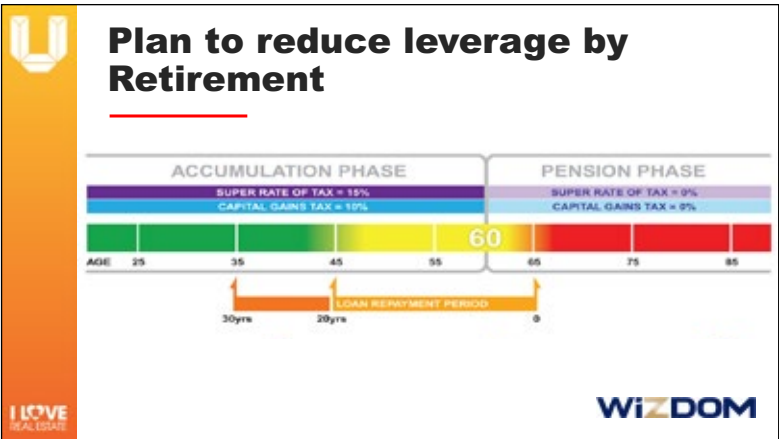 Plan to reduce leverage by
Retirement
ACCUMULATION PHASE
PENSION PHASE
SUPER RATE OF TAX = 15%
SUPER RATE OF TAX = 0%
CAPITAL GAINS TAX = 10%
CAPITAL GAINS TAX = 0%
60
AGE 25 35 45 55 65 75 85
LOAN REPAYMENT PERIOD
30yrs 20yrs 0
I LOVE
REAL ESTATE
WiZDOM